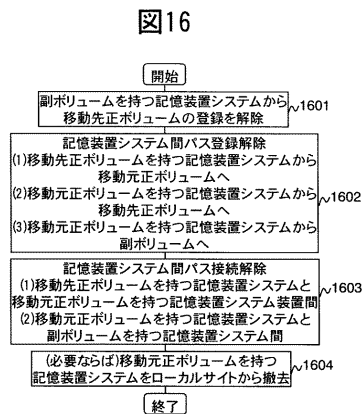 図16
開始
副ボリュームを持つ記憶装置システムから
移動先正ボリュームの登録を解除
1601
記憶装置システム間パス登録解除
(1)移動先正ボリュームを持つ記憶装置システムから
移動元正ボリュームへ
(2)移動元正ボリュームを持つ記憶装置システムから
移動先正ボリュームへ
(3)移動元正ボリュームを持つ記憶装置システムから
副ボリュームへ
1602
記憶装置システム間パス接続解除
(1)移動先正ボリュームを持つ記憶装置システムと
移動元正ボリュームを持つ記憶装置システム装置間
(2)移動元正ボリュームを持つ記憶装置システムと
副ボリュームを持つ記憶装置システム間
1603
(必要ならば)移動元正ボリュームを持つ
記憶装置システムをローカルサイトから撤去
1604
終了